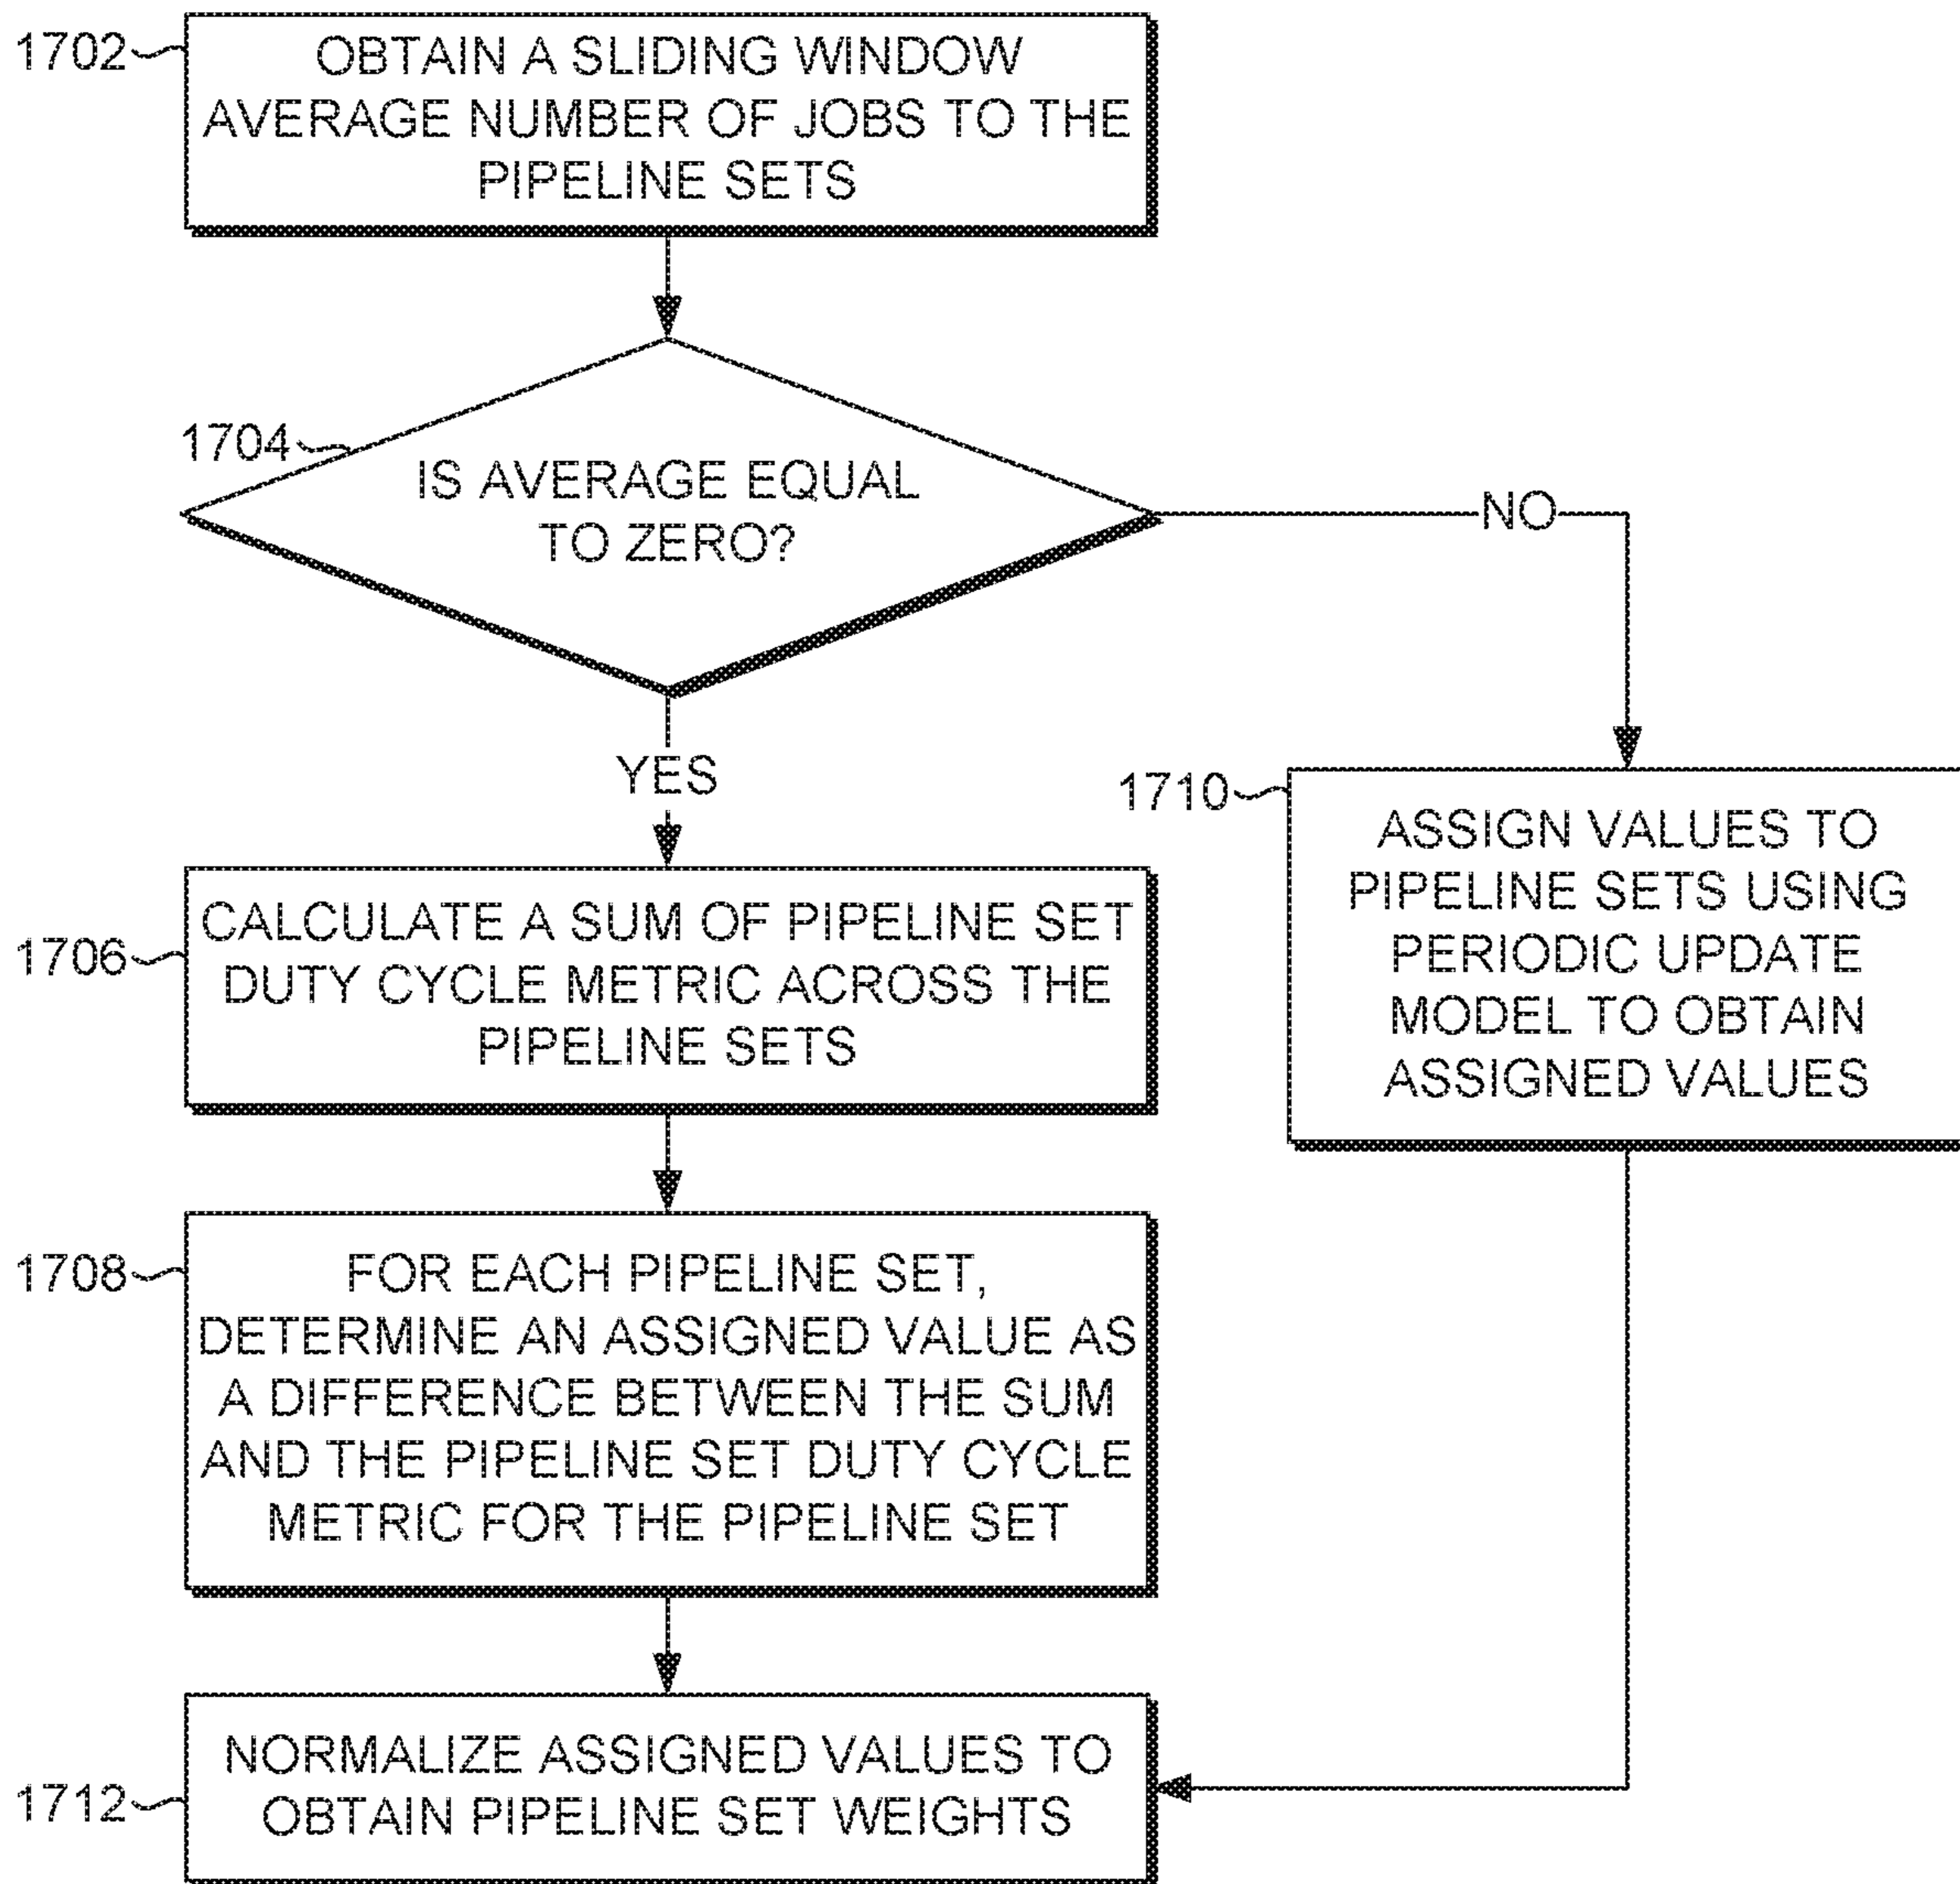 1702
OBTAIN A SLIDING WINDOW
AVERAGE NUMBER OF JOBS TO THE
PIPELINE SETS
1704
IS AVERAGE EQUAL
TO ZERO?
NO
YES
1706
CALCULATE A SUM OF PIPELINE SET
DUTY CYCLE METRIC ACROSS THE
PIPELINE SETS
1710
ASSIGN VALUES TO
PIPELINE SETS USING
PERIODIC UPDATE
MODEL TO OBTAIN
ASSIGNED VALUES
1708
FOR EACH PIPELINE SET,
DETERMINE AN ASSIGNED VALUE AS
A DIFFERENCE BETWEEN THE SUM
AND THE PIPELINE SET DUTY CYCLE
METRIC FOR THE PIPELINE SET
1712
NORMALIZE ASSIGNED VALUES TO
OBTAIN PIPELINE SET WEIGHTS